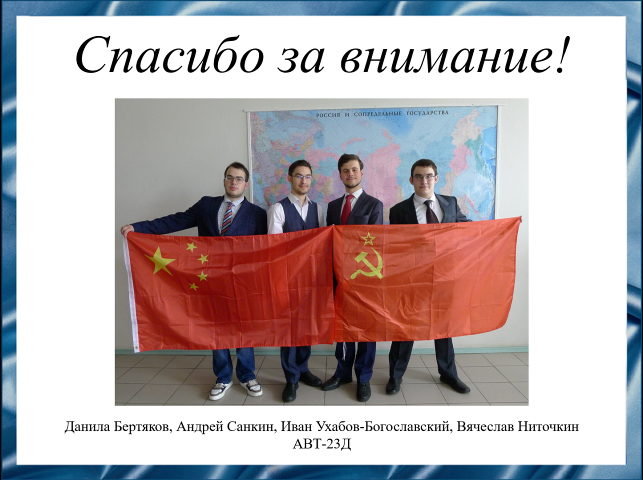 Спасибо за внимание!
РОССИЯ И СОПРЕДЕЛЬНЫЕ ГОСУДАРСТВА
Данила Бертяков, Андрей Санкин, Иван Ухабов-Богославский, Вячеслав Ниточкин
АВТ-23Д